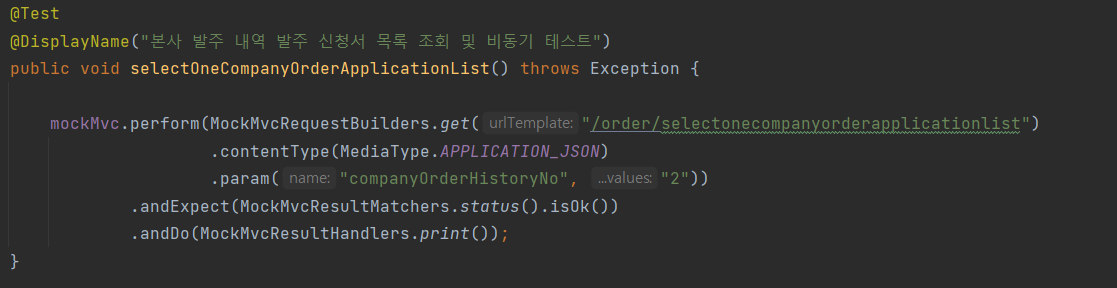 @Test
@DisplayName("본사 발주 내역 발주 신청서 목록 조회 및 비동기 테스트")
public void selectOneCompanyOrderApplicationList() throws Exception {
mockMvc.perform(MockMvcRequestBuilders.get( urlTemplate: "/order/selectonecompanyorderapplicationlist")
.contentType(MediaType.APPLICATION_JSON)
.param( name: "companyOrderHistoryNo", ...values: "2"))
.andExpect(MockMvcResultMatchers.status().isOk())
.andDo(MockMvcResultHandlers.print());
}